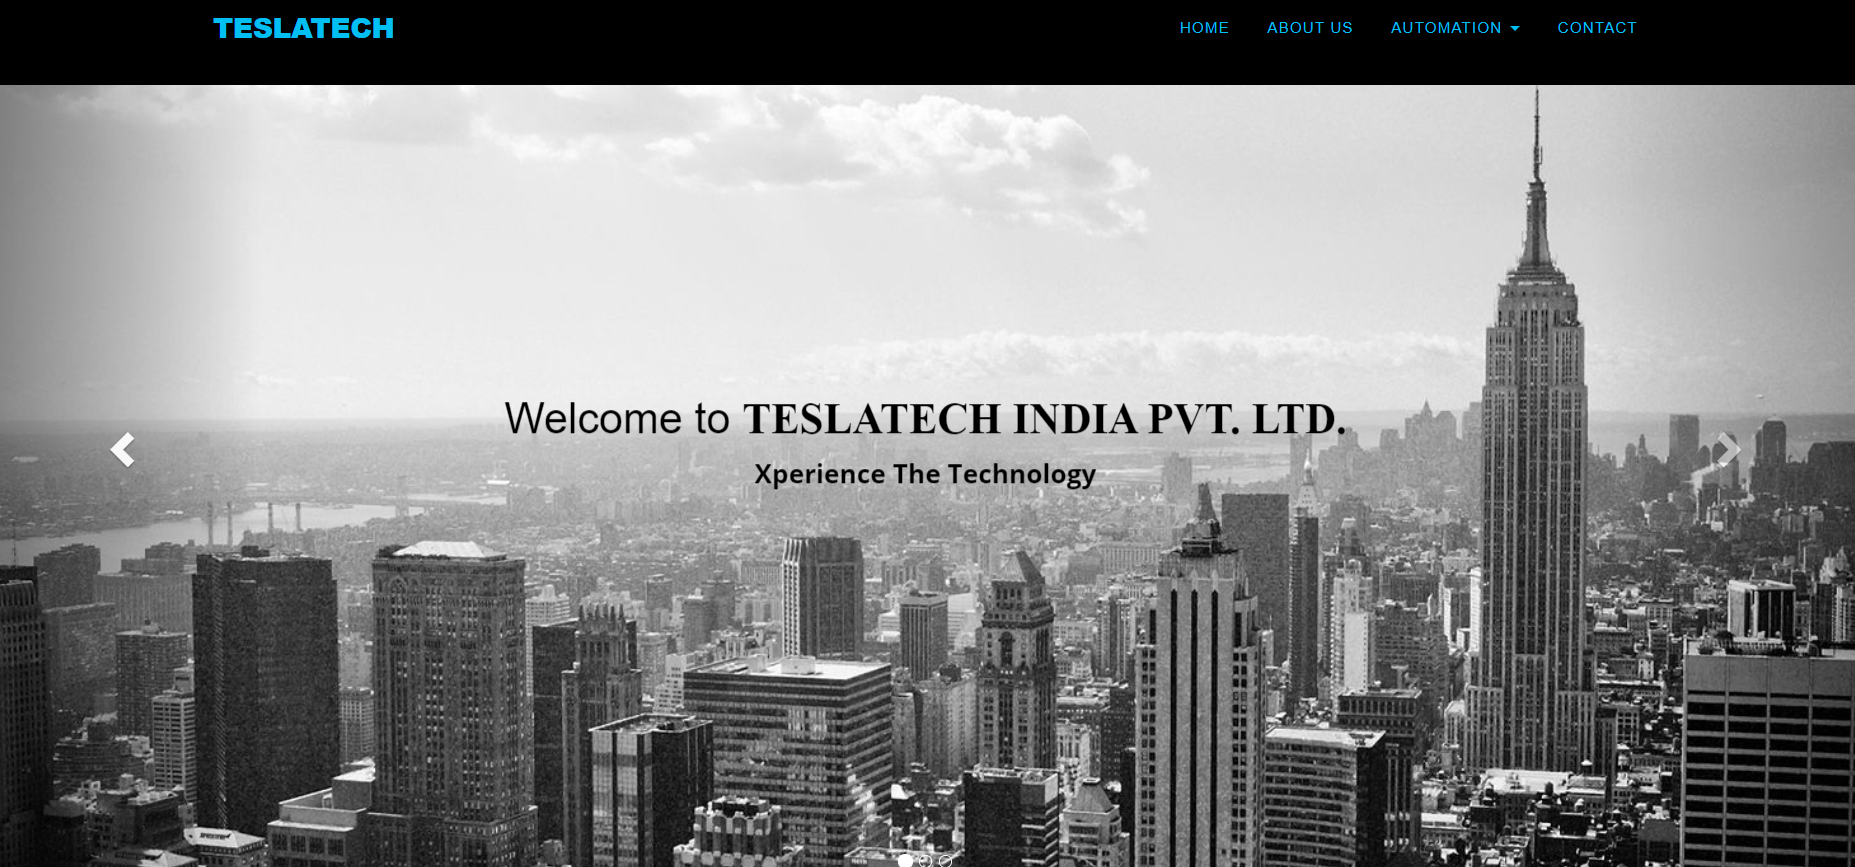 TESLATECH
HOME ABOUT US AUTOMATION CONTACT
Welcome to TESLATECH INDIA PVT. LTD.
Xperience The Technology